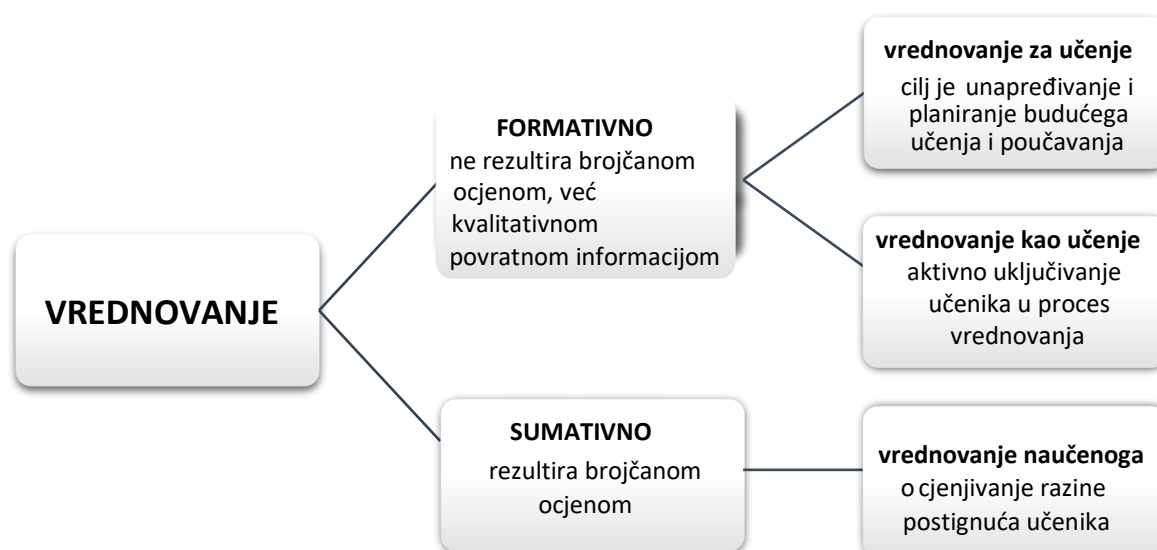 VREDNOVANJE
FORMATIVNO
ne rezultira brojčanom
ocjenom, već
kvalitativnom
povratnom informacijom
SUMATIVNO
rezultira brojčanom
ocjenom
vrednovanje za učenje
cilj je unapređivanje i
planiranje budućega
učenja i poučavanja
vrednovanje kao učenje
aktivno uključivanje
učenika u proces
vrednovanja
vrednovanje naučenoga
o cjenjivanje razine
postignuća učenika